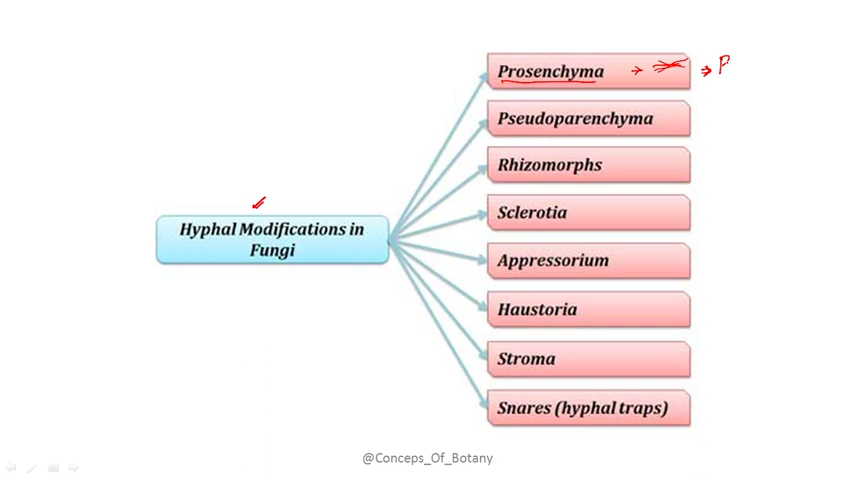 Prosenchyma → → P
Pseudoparenchyma
Rhizomorphs
Hyphal Modifications in
Fungi
Sclerotia
Appressorium
Haustoria
Stroma
Snares (hyphal traps)
@Conceps_Of_Botany